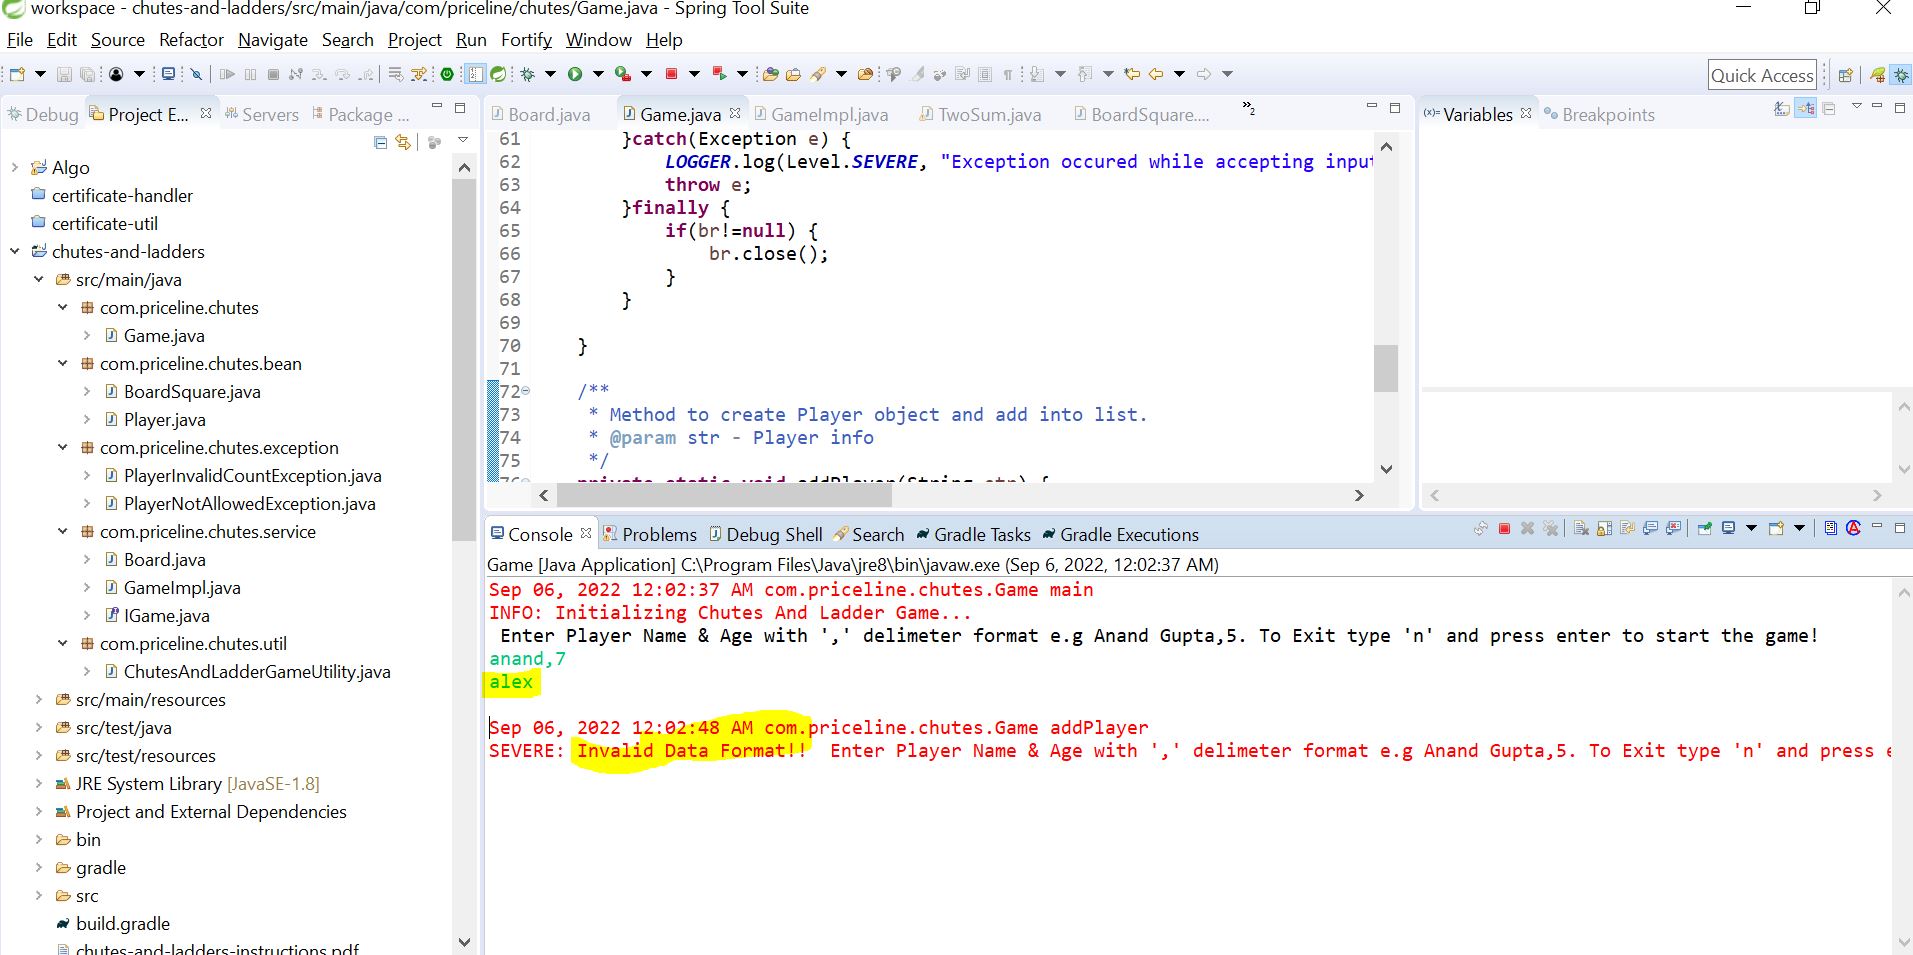 workspace - chutes-and-ladders/src/main/java/com/priceline/chutes/Game.java - Spring Tool Suite
File Edit Source Refactor Navigate Search Project Run Fortify Window Help
Quick Access
Debug Project E... Servers Package ...
Algo
certificate-handler
certificate-util
chutes-and-ladders
src/main/java
com.priceline.chutes
Game.java
com.priceline.chutes.bean
BoardSquare.java
Player.java
com.priceline.chutes.exception
PlayerInvalidCountException.java
PlayerNotAllowedException.java
com.priceline.chutes.service
Board.java
GameImpl.java
IGame.java
com.priceline.chutes.util
ChutesAndLadderGameUtility.java
src/main/resources
src/test/java
src/test/resources
JRE System Library [JavaSE-1.8]
Project and External Dependencies
bin
gradle
src
build.gradle
chutes-and-ladders-instructions.pdf
Board.java Game.java GameImpl.java TwoSum.java BoardSquare.... »2
61 }catch(Exception e) {
62 LOGGER.log(Level.SEVERE, "Exception occured while accepting input
63 throw e;
64 }finally {
65 if(br!=null) {
66 br.close();
67 }
68 }
69
70 }
71
72 /**
73 * Method to create Player object and add into list.
74 * @param str - Player info
75 */
76 private static void addPlayer(String str) {
(x)= Variables Breakpoints
Console Problems Debug Shell Search Gradle Tasks Gradle Executions
Game [Java Application] C:\Program Files\Java\jre8\bin\javaw.exe (Sep 6, 2022, 12:02:37 AM)
Sep 06, 2022 12:02:37 AM com.priceline.chutes.Game main
INFO: Initializing Chutes And Ladder Game...
Enter Player Name & Age with ',' delimeter format e.g Anand Gupta,5. To Exit type 'n' and press enter to start the game!
anand,7
alex
Sep 06, 2022 12:02:48 AM com.priceline.chutes.Game addPlayer
SEVERE: Invalid Data Format!! Enter Player Name & Age with ',' delimeter format e.g Anand Gupta,5. To Exit type 'n' and press e